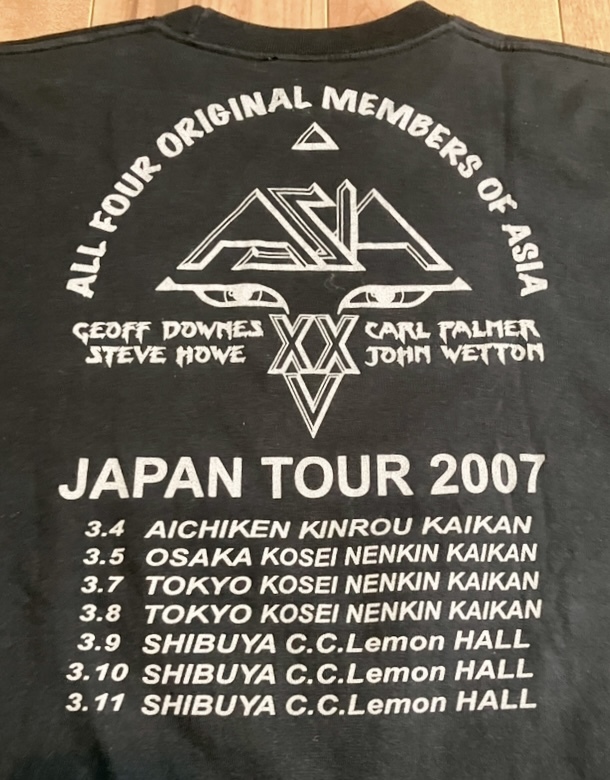 ALL FOUR ORIGINAL MEMBERS OF ASIA
ASIA
GEOFF DOWNES XX CARL PALMER
STEVE HOWE V JOHN WETTON
JAPAN TOUR 2007
3.4 AICHIKEN KINROU KAIKAN
3.5 OSAKA KOSEI NENKIN KAIKAN
3.7 TOKYO KOSEI NENKIN KAIKAN
3.8 TOKYO KOSEI NENKIN KAIKAN
3.9 SHIBUYA C.C.Lemon HALL
3.10 SHIBUYA C.C.Lemon HALL
3.11 SHIBUYA C.C.Lemon HALL